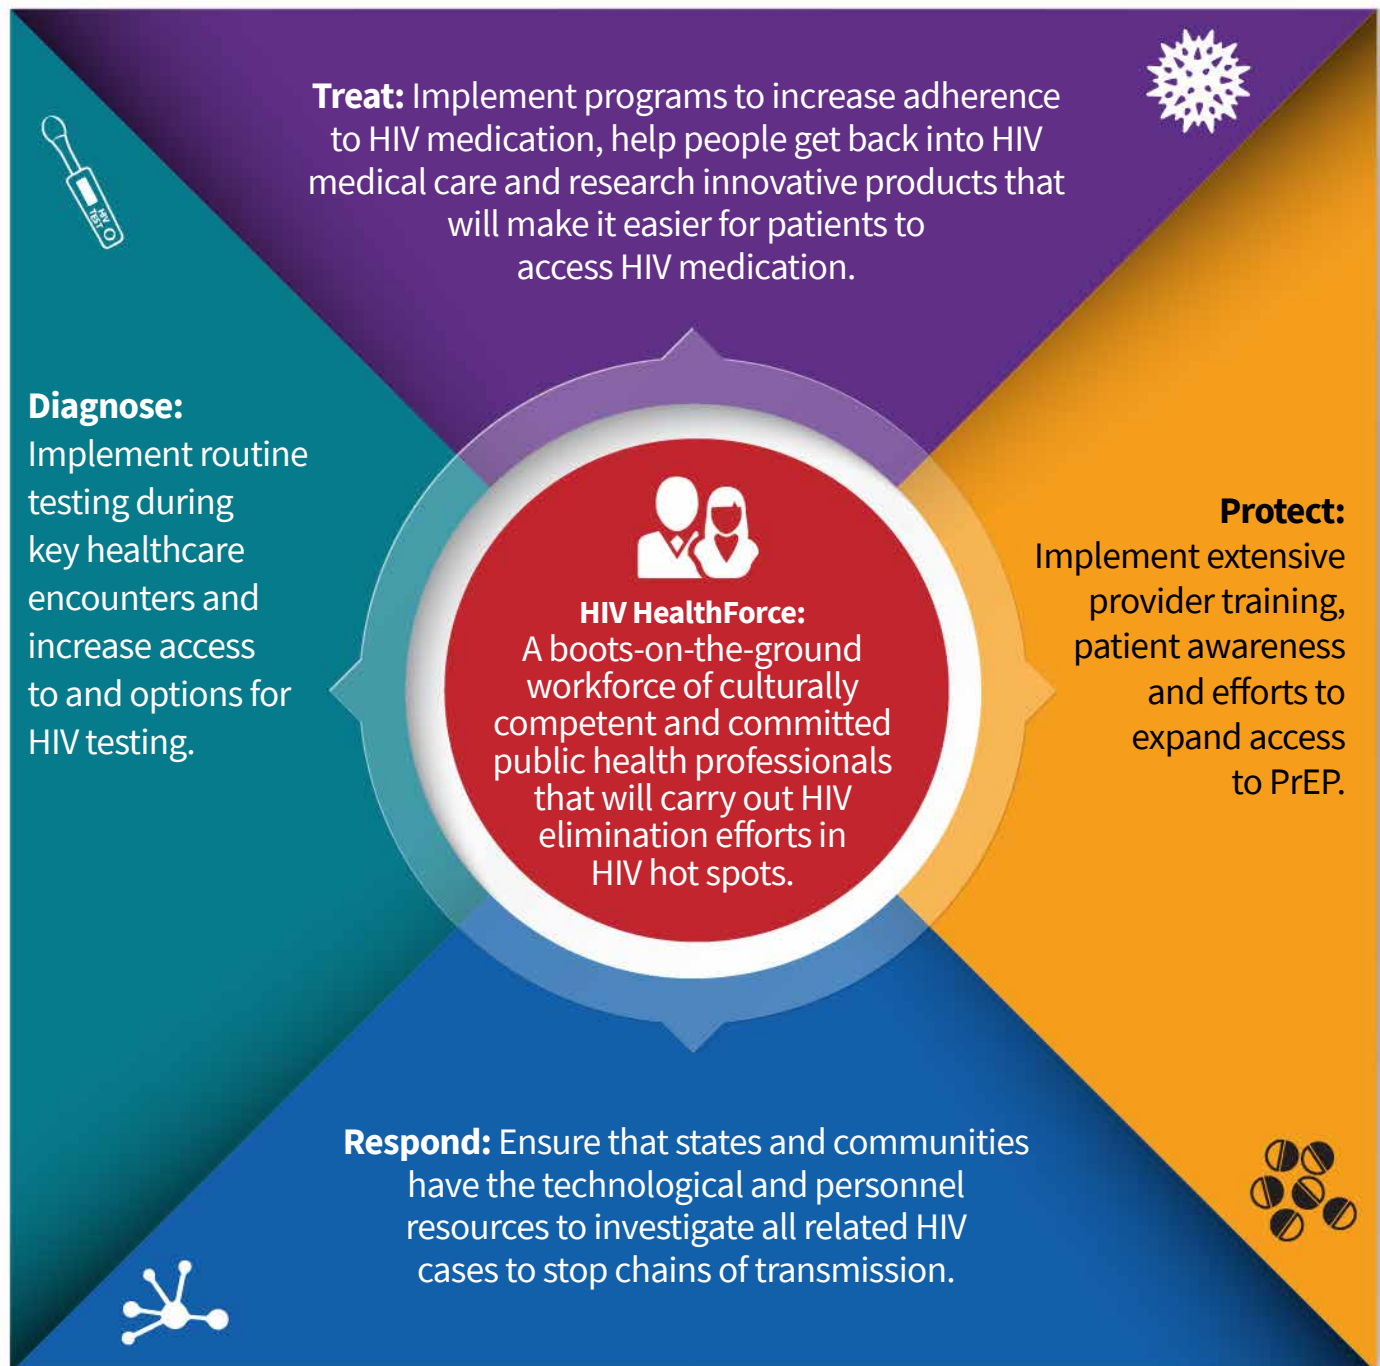 Treat: Implement programs to increase adherence
to HIV medication, help people get back into HIV
medical care and research innovative products that
will make it easier for patients to
access HIV medication.
HIV
TEST
Diagnose:
Implement routine
testing during
key healthcare
encounters and
increase access
to and options for
HIV testing.
HIV HealthForce:
A boots-on-the-ground
workforce of culturally
competent and committed
public health professionals
that will carry out HIV
elimination efforts in
HIV hot spots.
Protect:
Implement extensive
provider training,
patient awareness
and efforts to
expand access
to PrEP.
Respond: Ensure that states and communities
have the technological and personnel
resources to investigate all related HIV
cases to stop chains of transmission.